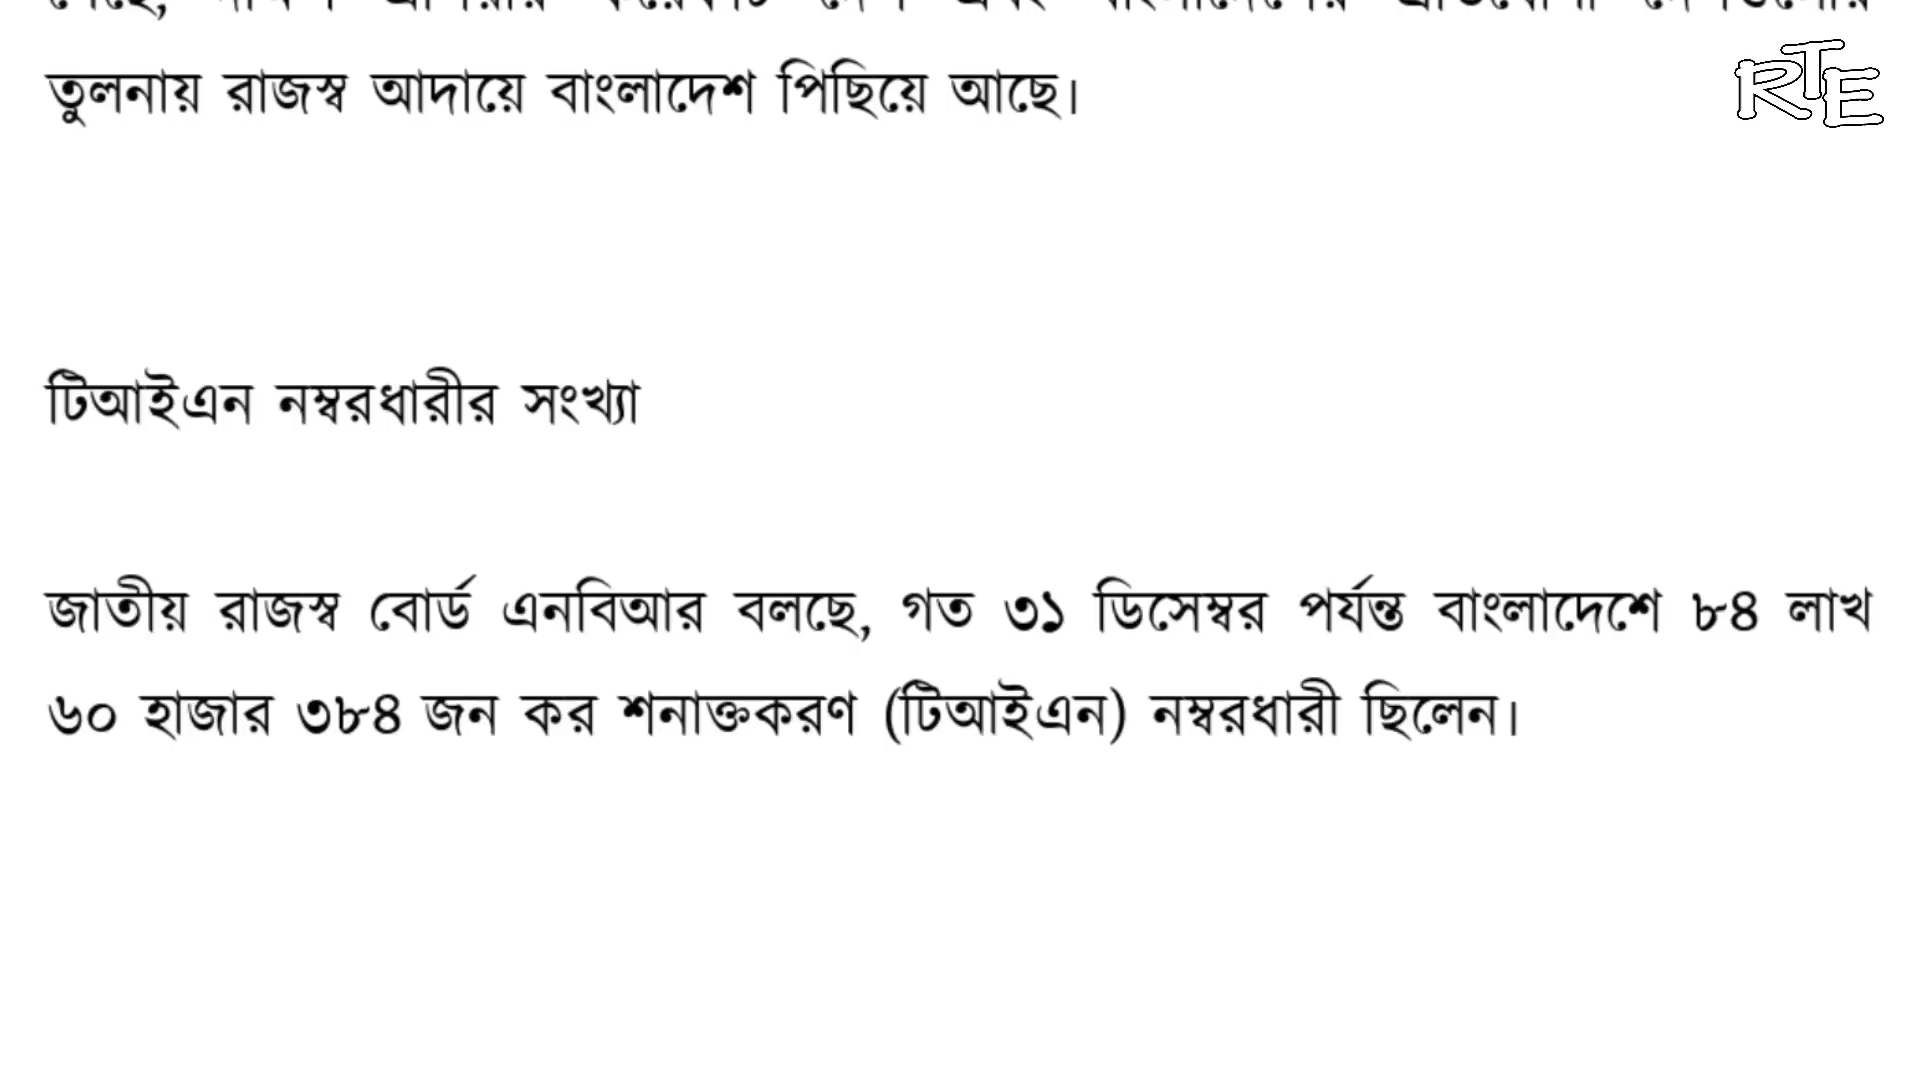 তুলনায় রাজস্ব আদায়ে বাংলাদেশ পিছিয়ে আছে।
RTE
টিআইএন নম্বরধারীর সংখ্যা
জাতীয় রাজস্ব বোর্ড এনবিআর বলছে, গত ৩১ ডিসেম্বর পর্যন্ত বাংলাদেশে ৮৪ লাখ
৬০ হাজার ৩৮৪ জন কর শনাক্তকরণ (টিআইএন) নম্বরধারী ছিলেন।